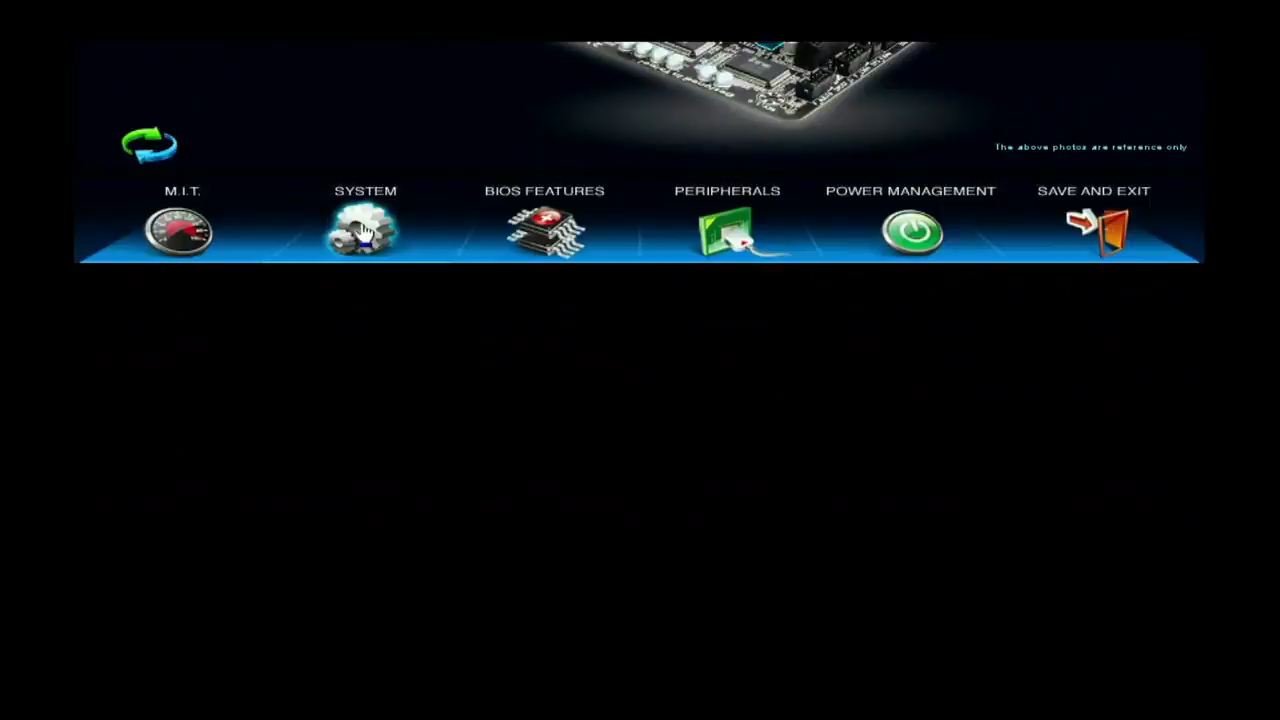 The above photos are reference only
M.I.T.
SYSTEM
BIOS FEATURES
PERIPHERALS
POWER MANAGEMENT
SAVE AND EXIT